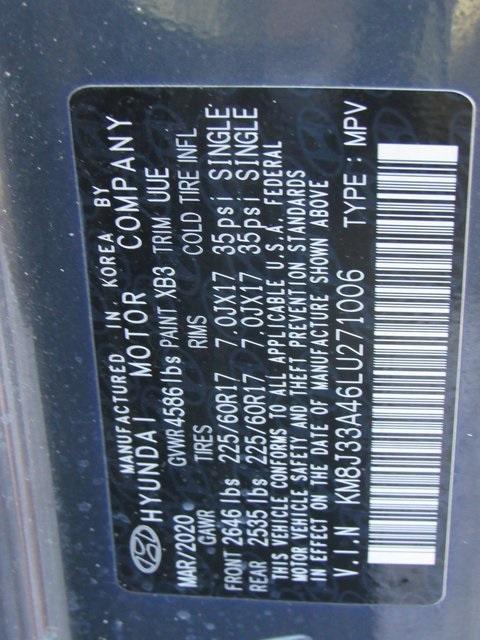 MANUFACTURED IN KOREA BY
HYUNDAI MOTOR COMPANY
MAR/2020 GVWR 4586 lbs PAINT XB3 TRIM UUE
GAWR TIRES RIMS COLD TIRE INFL
FRONT 2646 lbs 225/60R17 7.0JX17 35psi SINGLE
REAR 2535 lbs 225/60R17 7.0JX17 35psi SINGLE
THIS VEHICLE CONFORMS TO ALL APPLICABLE U.S.A. FEDERAL
MOTOR VEHICLE SAFETY AND THEFT PREVENTION STANDARDS
IN EFFECT ON THE DATE OF MANUFACTURE SHOWN ABOVE
V.I.N KM8J33A46LU271006 TYPE : MPV